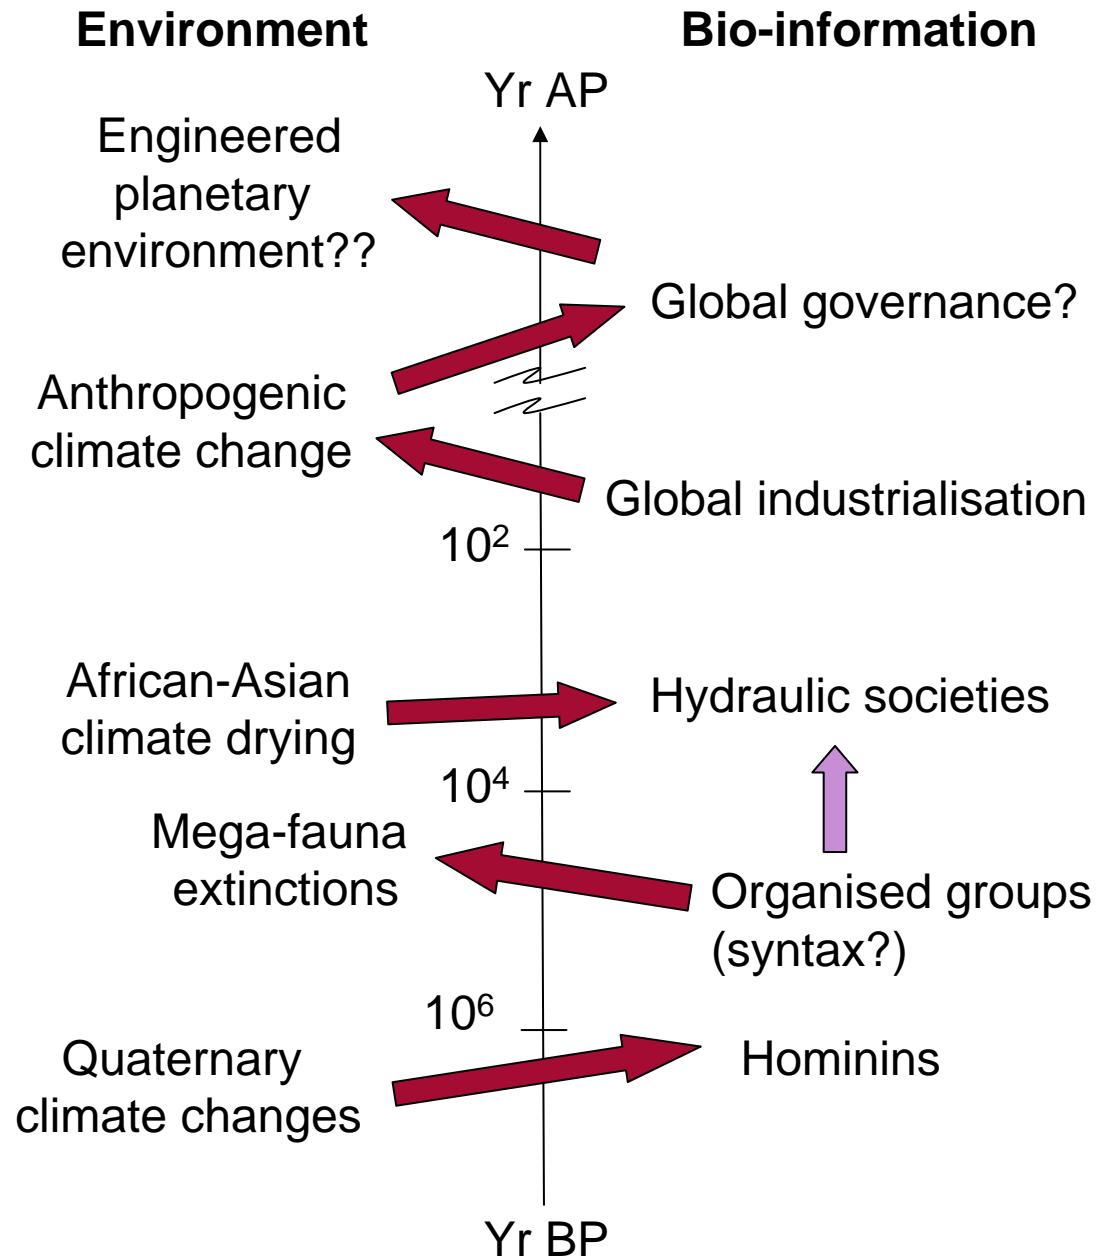 Environment
Bio-information
Yr AP
Engineered
planetary
environment??
Global governance?
Anthropogenic
climate change
Global industrialisation
10²
African-Asian
climate drying
Hydraulic societies
10⁴
Mega-fauna
extinctions
Organised groups
(syntax?)
10⁶
Quaternary
climate changes
Hominins
Yr BP